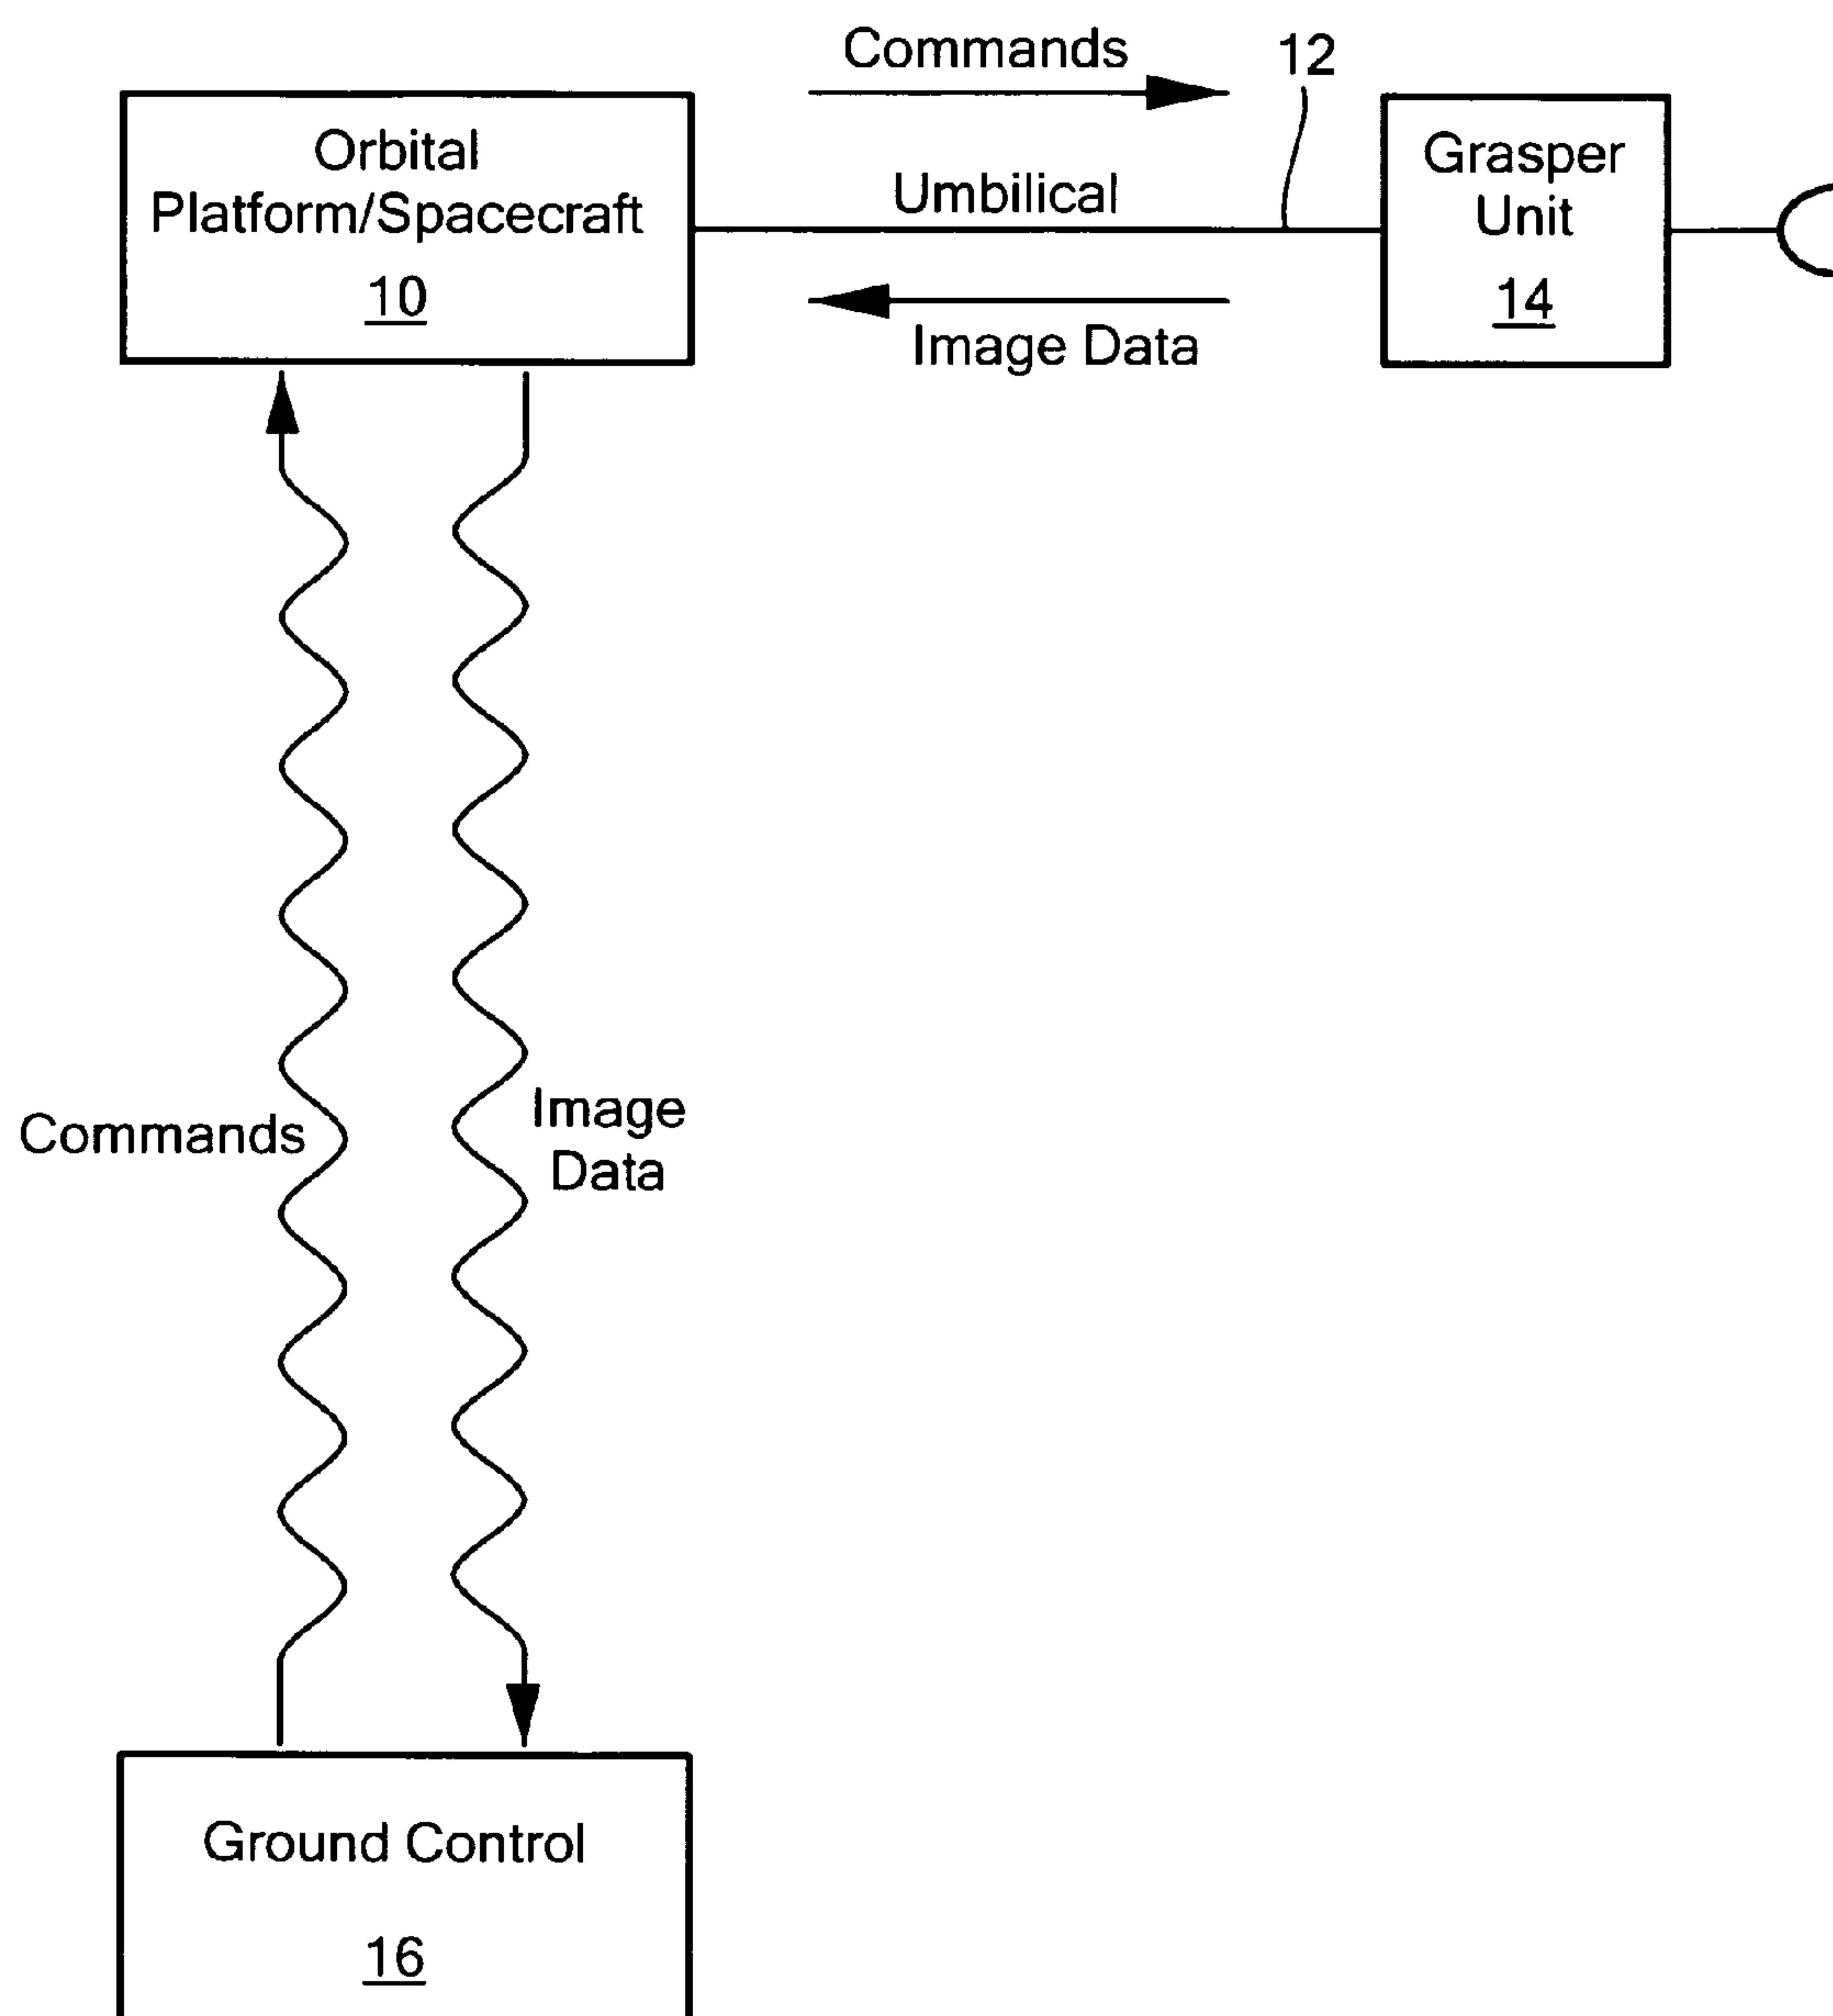 Commands
12
Orbital
Platform/Spacecraft
10
Umbilical
Grasper
Unit
14
Image Data
Commands
Image
Data
Ground Control
16